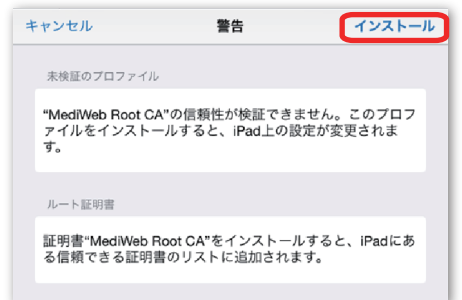 キャンセル 警告 インストール
未検証のプロファイル
“MediWeb Root CA”の信頼性が検証できません。このプロフ
ァイルをインストールすると、iPad上の設定が変更されま
す。
ルート証明書
証明書“MediWeb Root CA”をインストールすると、iPadにあ
る信頼できる証明書のリストに追加されます。